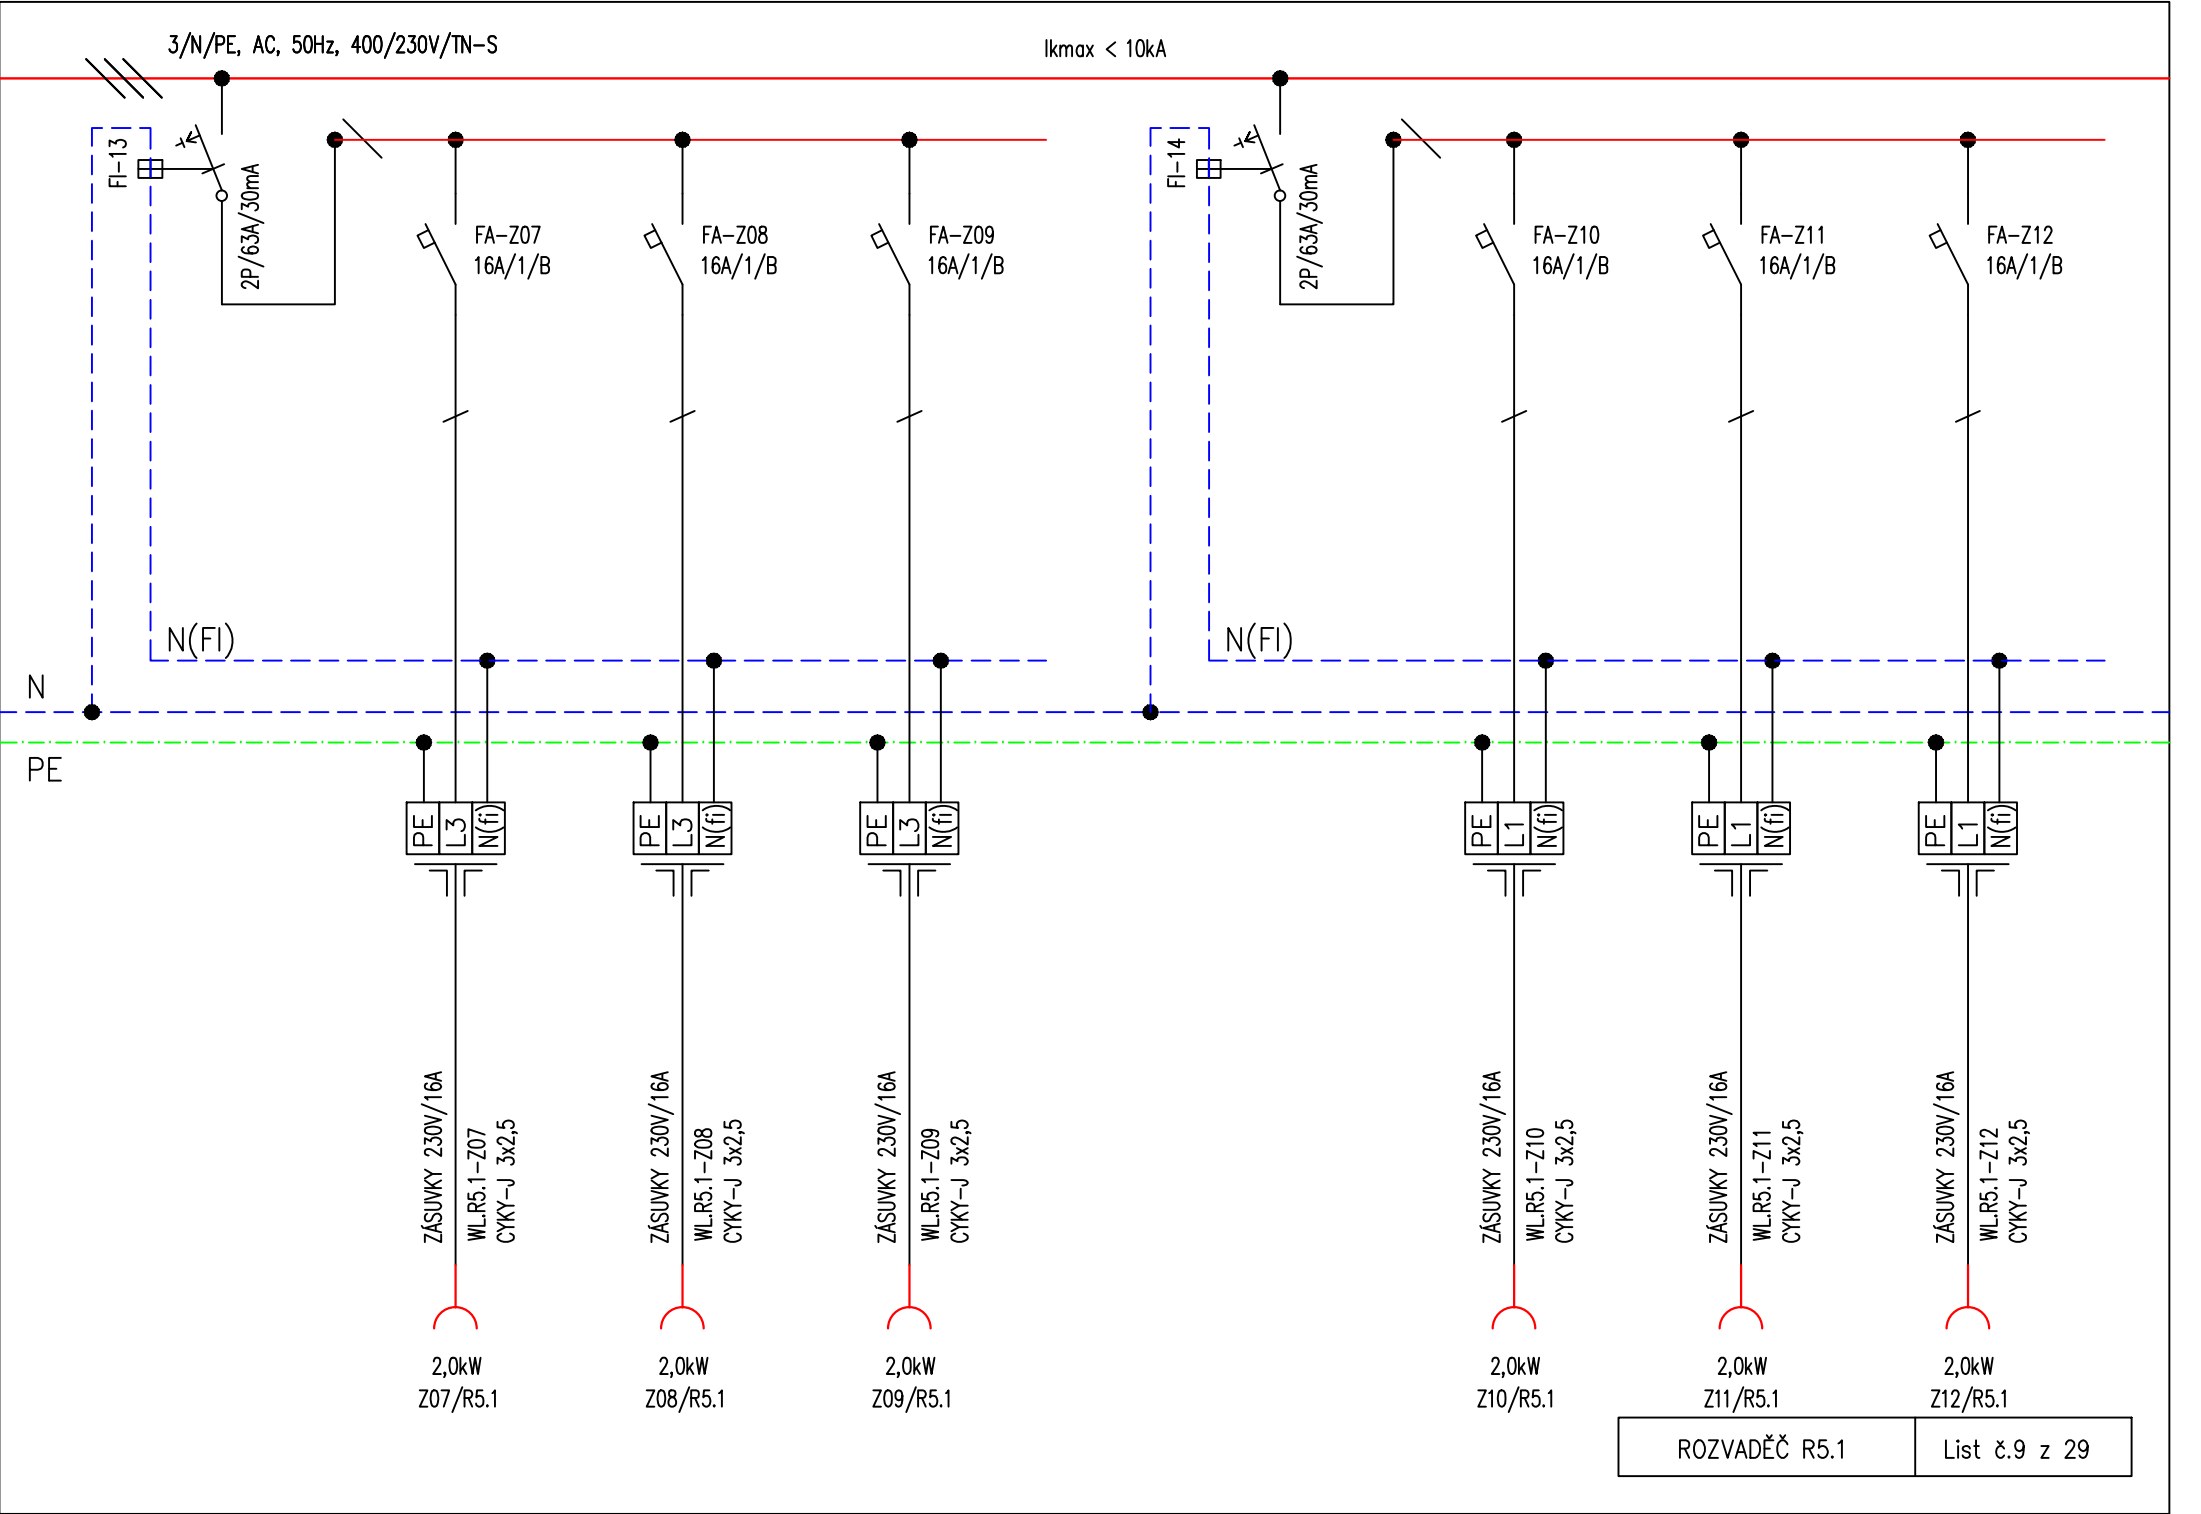 3/N/PE, AC, 50Hz, 400/230V/TN-S
Ikmax < 10kA
FI-13
2P/63A/30mA
FA-Z07
16A/1/B
FA-Z08
16A/1/B
FA-Z09
16A/1/B
FI-14
2P/63A/30mA
FA-Z10
16A/1/B
FA-Z11
16A/1/B
FA-Z12
16A/1/B
N(FI)
N(FI)
N
PE
PE
L3
N(fi)
PE
L3
N(fi)
PE
L3
N(fi)
PE
L1
N(fi)
PE
L1
N(fi)
PE
L1
N(fi)
ZÁSUVKY 230V/16A
WL.R5.1-Z07
CYKY-J 3x2,5
ZÁSUVKY 230V/16A
WL.R5.1-Z08
CYKY-J 3x2,5
ZÁSUVKY 230V/16A
WL.R5.1-Z09
CYKY-J 3x2,5
ZÁSUVKY 230V/16A
WL.R5.1-Z10
CYKY-J 3x2,5
ZÁSUVKY 230V/16A
WL.R5.1-Z11
CYKY-J 3x2,5
ZÁSUVKY 230V/16A
WL.R5.1-Z12
CYKY-J 3x2,5
2,0kW
Z07/R5.1
2,0kW
Z08/R5.1
2,0kW
Z09/R5.1
2,0kW
Z10/R5.1
2,0kW
Z11/R5.1
2,0kW
Z12/R5.1
ROZVADĚČ R5.1
List č.9 z 29